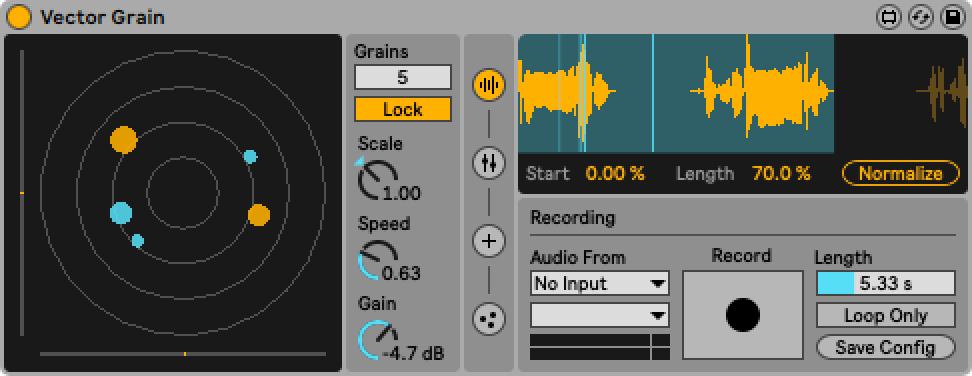 Vector Grain
Grains
5
Lock
Scale
1.00
Speed
0.63
Gain
-4.7 dB
Start 0.00 % Length 70.0 % Normalize
Recording
Audio From
No Input
Record
Length
5.33 s
Loop Only
Save Config